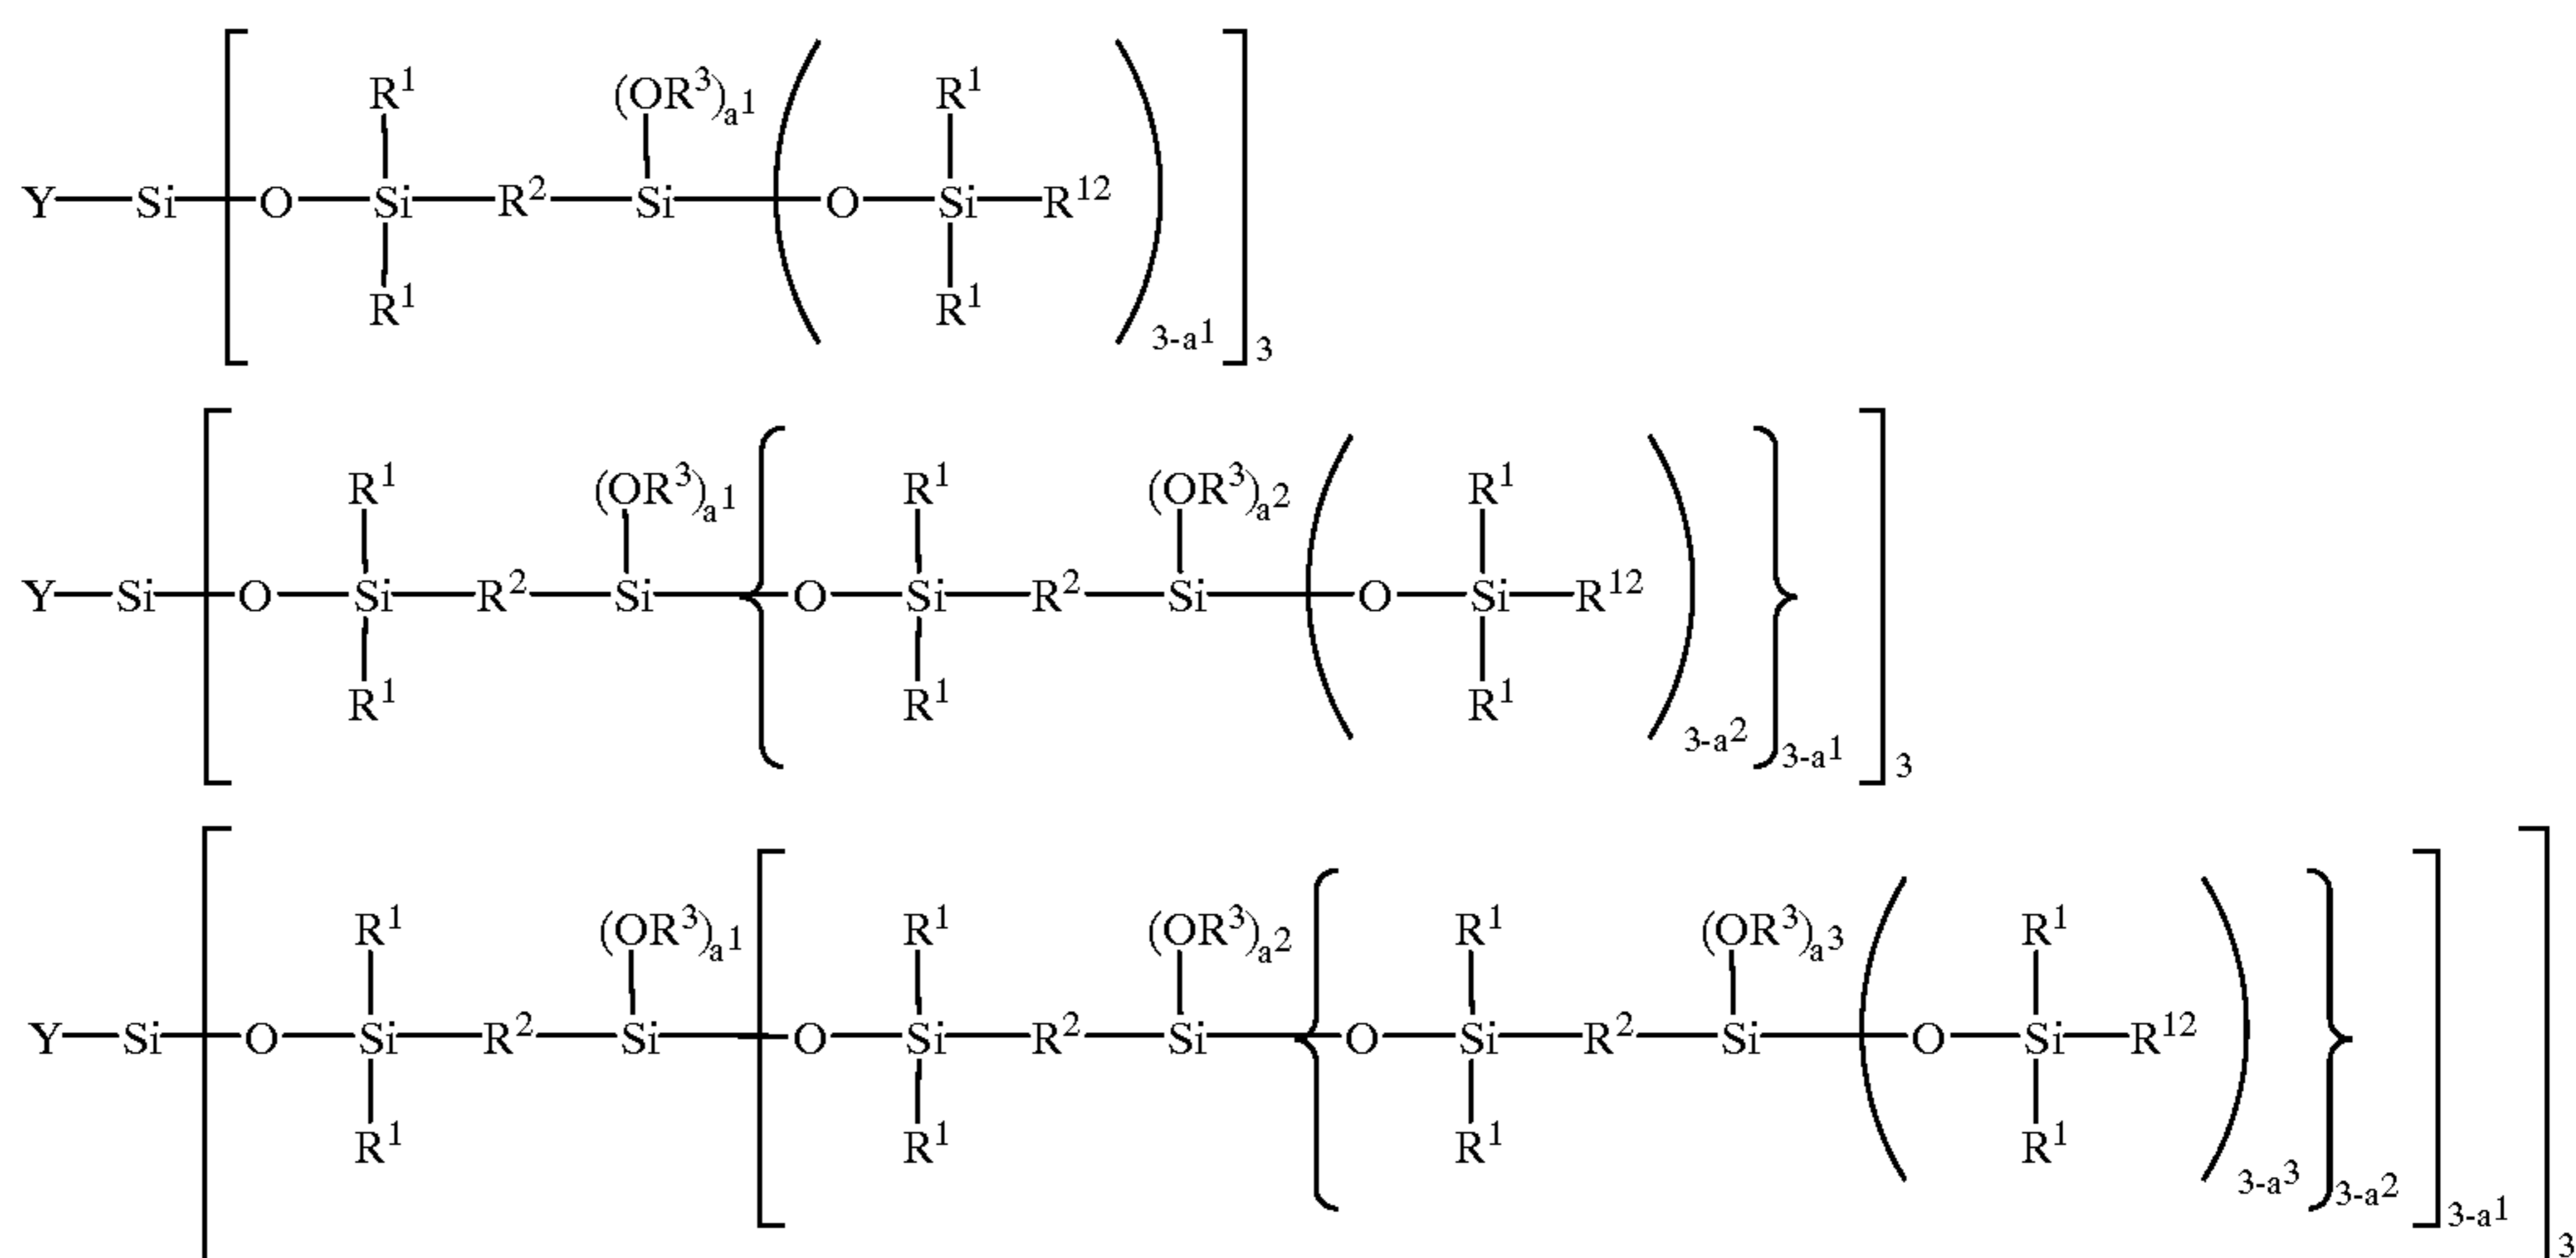 R¹ (OR³)ₐ₁ R¹
Y—Si—[O—Si—R²—Si—(O—Si—R¹²)₃₋ₐ₁]₃
R¹ R¹
R¹ (OR³)ₐ₁ R¹ (OR³)ₐ₂ R¹
Y—Si—[O—Si—R²—Si—{O—Si—R²—Si—(O—Si—R¹²)₃₋ₐ₂}₃₋ₐ₁]₃
R¹ R¹ R¹
R¹ (OR³)ₐ₁ R¹ (OR³)ₐ₂ R¹ (OR³)ₐ₃ R¹
Y—Si—[O—Si—R²—Si—[O—Si—R²—Si—{O—Si—R²—Si—(O—Si—R¹²)₃₋ₐ₃}₃₋ₐ₂]₃₋ₐ₁]₃
R¹ R¹ R¹ R¹